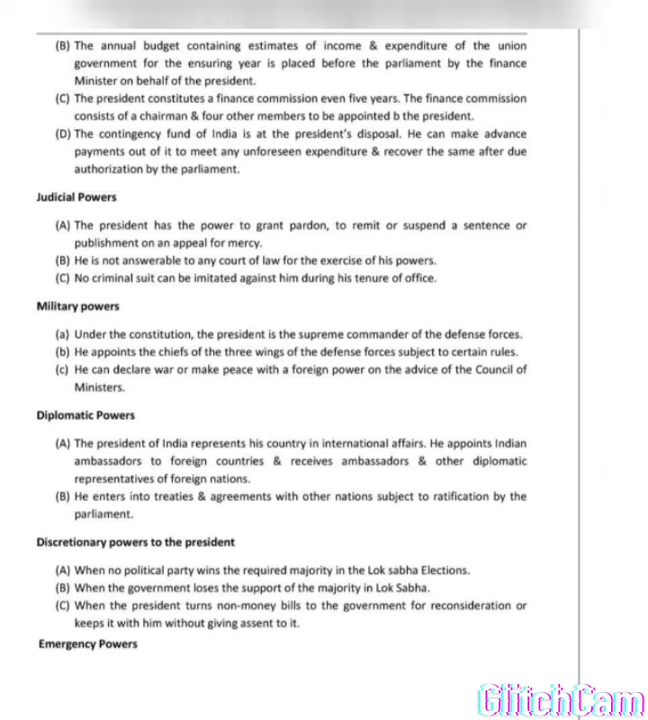 (B) The annual budget containing estimates of income & expenditure of the union
government for the ensuring year is placed before the parliament by the finance
Minister on behalf of the president.
(C) The president constitutes a finance commission even five years. The finance commission
consists of a chairman & four other members to be appointed b the president.
(D) The contingency fund of India is at the president's disposal. He can make advance
payments out of it to meet any unforeseen expenditure & recover the same after due
authorization by the parliament.
Judicial Powers
(A) The president has the power to grant pardon, to remit or suspend a sentence or
publishment on an appeal for mercy.
(B) He is not answerable to any court of law for the exercise of his powers.
(C) No criminal suit can be imitated against him during his tenure of office.
Military powers
(a) Under the constitution, the president is the supreme commander of the defense forces.
(b) He appoints the chiefs of the three wings of the defense forces subject to certain rules.
(c) He can declare war or make peace with a foreign power on the advice of the Council of
Ministers.
Diplomatic Powers
(A) The president of India represents his country in international affairs. He appoints Indian
ambassadors to foreign countries & receives ambassadors & other diplomatic
representatives of foreign nations.
(B) He enters into treaties & agreements with other nations subject to ratification by the
parliament.
Discretionary powers to the president
(A) When no political party wins the required majority in the Lok sabha Elections.
(B) When the government loses the support of the majority in Lok Sabha.
(C) When the president turns non-money bills to the government for reconsideration or
keeps it with him without giving assent to it.
Emergency Powers
GlitchCam